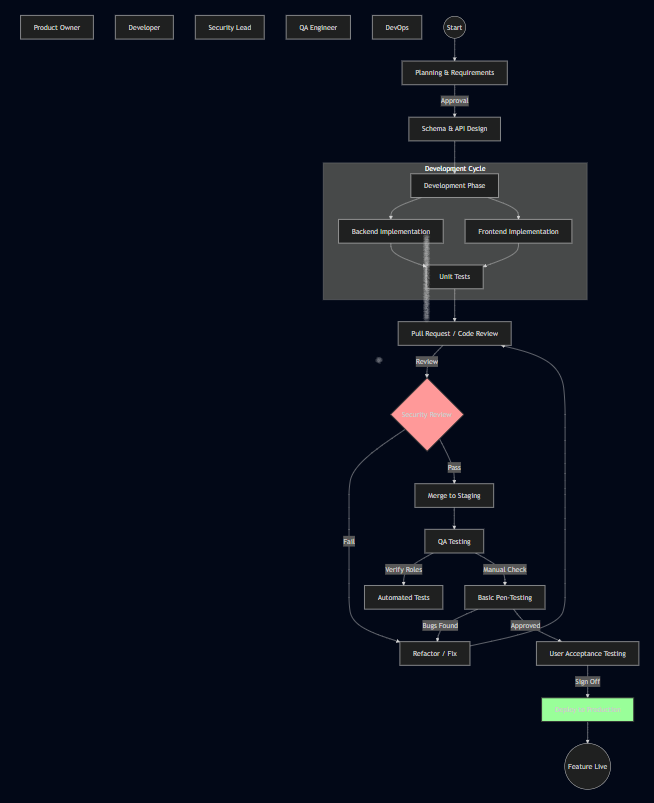 Product Owner
Developer
Security Lead
QA Engineer
DevOps
Start
Planning & Requirements
Approval
Schema & API Design
Development Cycle
Development Phase
Backend Implementation
Frontend Implementation
Unit Tests
Pull Request / Code Review
Review
Security Review
Pass
Merge to Staging
Fail
QA Testing
Verify Roles
Manual Check
Automated Tests
Basic Pen-Testing
Bugs Found
Approved
Refactor / Fix
User Acceptance Testing
Sign Off
Feature Live